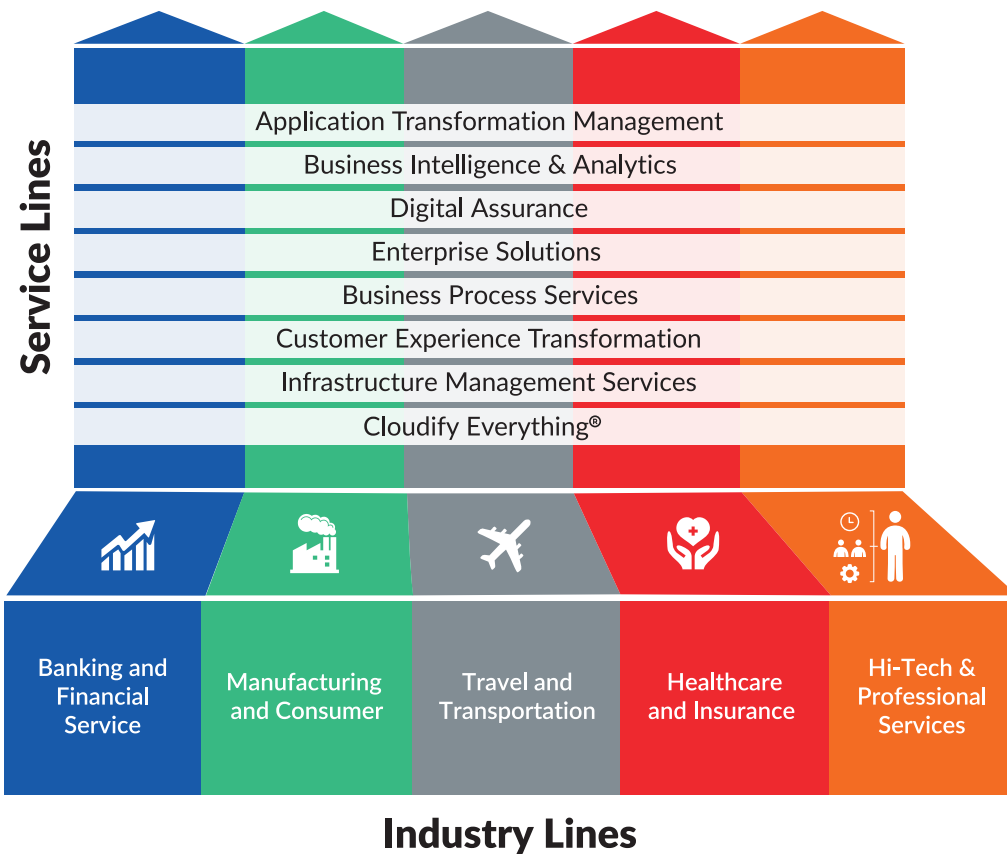 Service Lines
Application Transformation Management
Business Intelligence & Analytics
Digital Assurance
Enterprise Solutions
Business Process Services
Customer Experience Transformation
Infrastructure Management Services
Cloudify Everything®
Banking and
Financial
Service
Manufacturing
and Consumer
Travel and
Transportation
Healthcare
and Insurance
Hi-Tech &
Professional
Services
Industry Lines